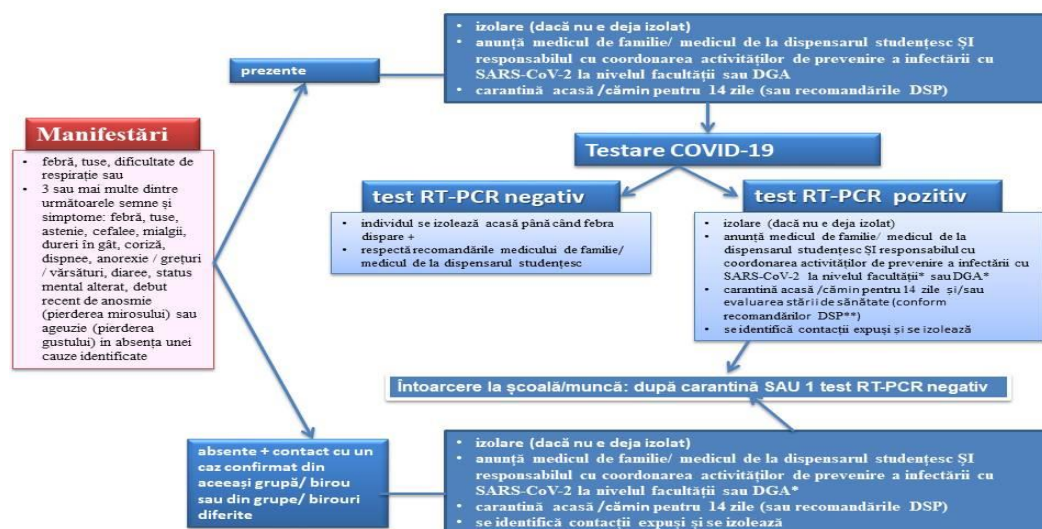 Manifestări
• febră, tuse, dificultate de
respirație sau
• 3 sau mai multe dintre
următoarele semne și
simptome: febră, tuse,
astenie, cefalee, mialgii,
dureri în gât, coriză,
dispnee, anorexie / grețuri
/ vărsături, diaree, status
mental alterat, debut
recent de anosmie
(pierderea mirosului) sau
ageuzie (pierderea
gustului) in absența unei
cauze identificate
prezente
• izolare (dacă nu e deja izolat)
• anunță medicul de familie/ medicul de la dispensarul studențesc ȘI
responsabilul cu coordonarea activităților de prevenire a infectării cu
SARS-CoV-2 la nivelul facultății sau DGA
• carantină acasă /cămin pentru 14 zile (sau recomandările DSP)
Testare COVID-19
test RT-PCR negativ
• individul se izolează acasă până când febra
dispare +
• respectă recomandările medicului de familie/
medicul de la dispensarul studențesc
test RT-PCR pozitiv
• izolare (dacă nu e deja izolat)
• anunță medicul de familie/ medicul de la
dispensarul studențesc ȘI responsabilul cu
coordonarea activităților de prevenire a infectării cu
SARS-CoV-2 la nivelul facultății* sau DGA*
• carantină acasă /cămin pentru 14 zile și/sau
evaluarea stării de sănătate (conform
recomandărilor DSP**)
• se identifică contacții expuși și se izolează
Întoarcere la școală/muncă: după carantină SAU 1 test RT-PCR negativ
absente + contact cu un
caz confirmat din
aceeași grupă/ birou
sau din grupe/ birouri
diferite
• izolare (dacă nu e deja izolat)
• anunță medicul de familie/ medicul de la dispensarul studențesc ȘI
responsabilul cu coordonarea activităților de prevenire a infectării cu
SARS-CoV-2 la nivelul facultății sau DGA*
• carantină acasă /cămin pentru 14 zile (sau recomandările DSP)
• se identifică contacții expuși și se izolează